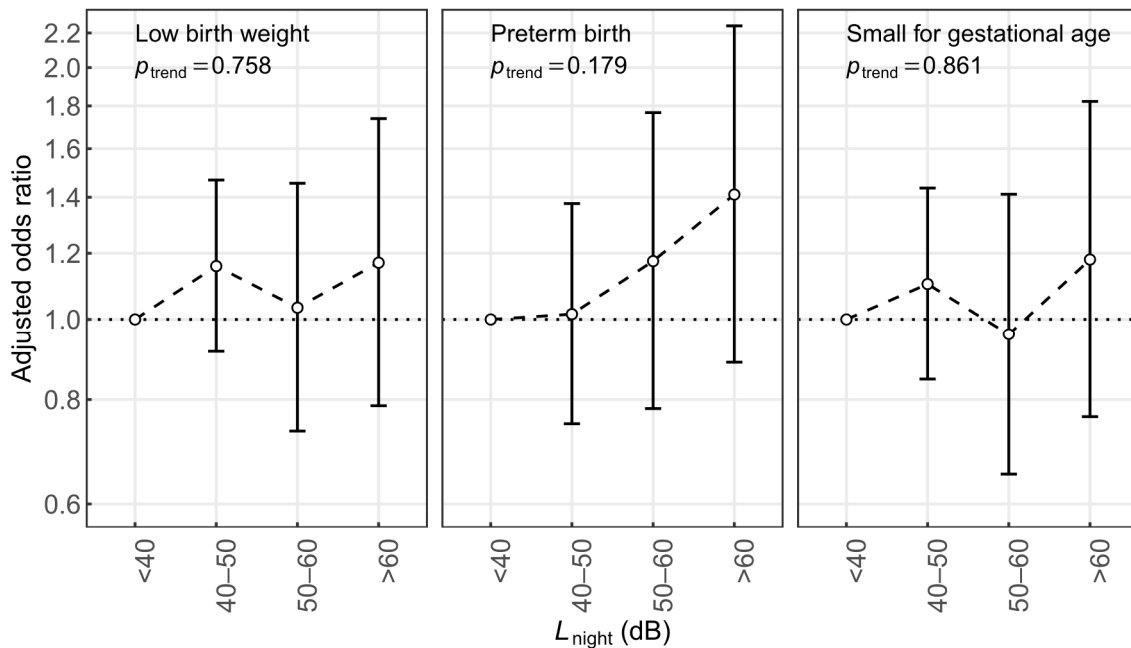 Adjusted odds ratio
2.2
2.0
1.8
1.6
1.4
1.2
1.0
0.8
0.6
Low birth weight
p trend = 0.758
Preterm birth
p trend = 0.179
Small for gestational age
p trend = 0.861
<40
40–50
50–60
>60
<40
40–50
50–60
>60
<40
40–50
50–60
>60
L night (dB)